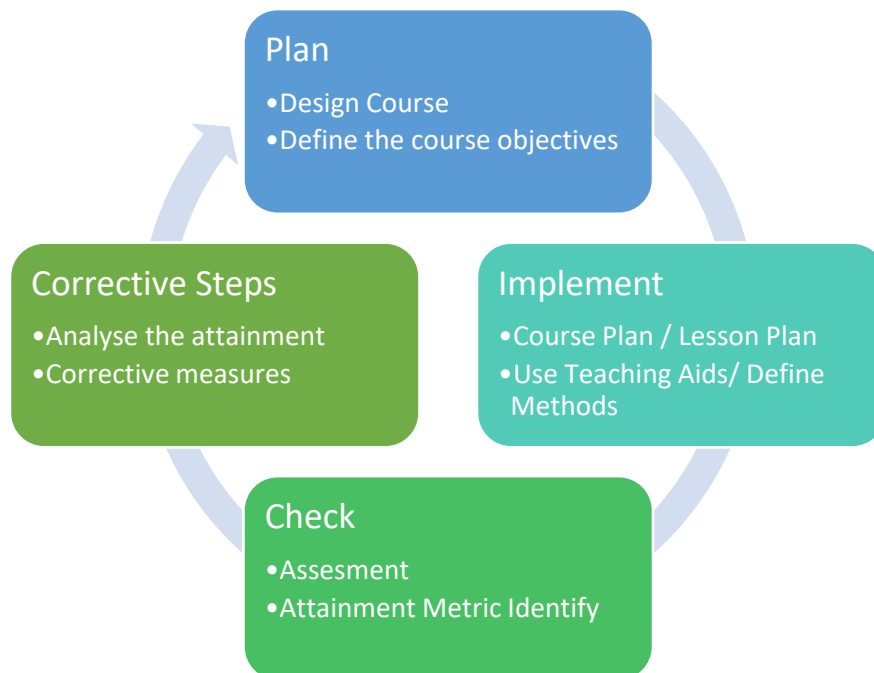 Plan
•Design Course
•Define the course objectives
Implement
•Course Plan / Lesson Plan
•Use Teaching Aids/ Define
Methods
Check
•Assesment
•Attainment Metric Identify
Corrective Steps
•Analyse the attainment
•Corrective measures